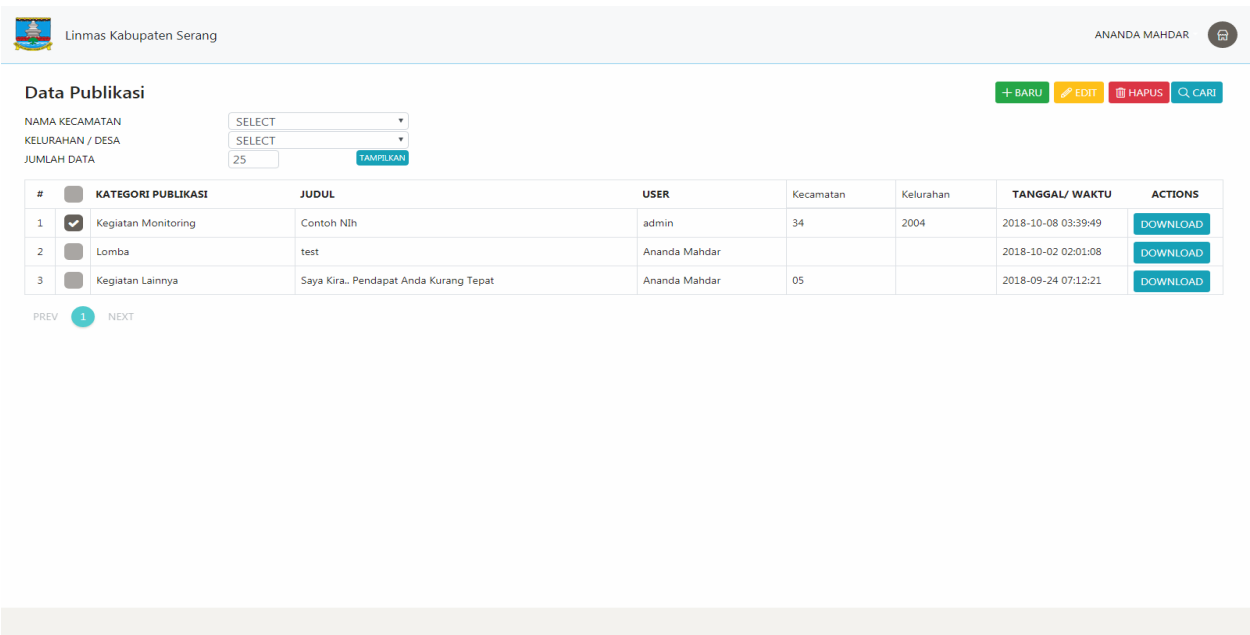 Linmas Kabupaten Serang ANANDA MAHDAR
Data Publikasi + BARU EDIT HAPUS CARI
NAMA KECAMATAN SELECT
KELURAHAN / DESA SELECT
JUMLAH DATA 25 TAMPILKAN
# KATEGORI PUBLIKASI JUDUL USER Kecamatan Kelurahan TANGGAL/ WAKTU ACTIONS
1 Kegiatan Monitoring Contoh NIh admin 34 2004 2018-10-08 03:39:49 DOWNLOAD
2 Lomba test Ananda Mahdar 2018-10-02 02:01:08 DOWNLOAD
3 Kegiatan Lainnya Saya Kira.. Pendapat Anda Kurang Tepat Ananda Mahdar 05 2018-09-24 07:12:21 DOWNLOAD
PREV 1 NEXT